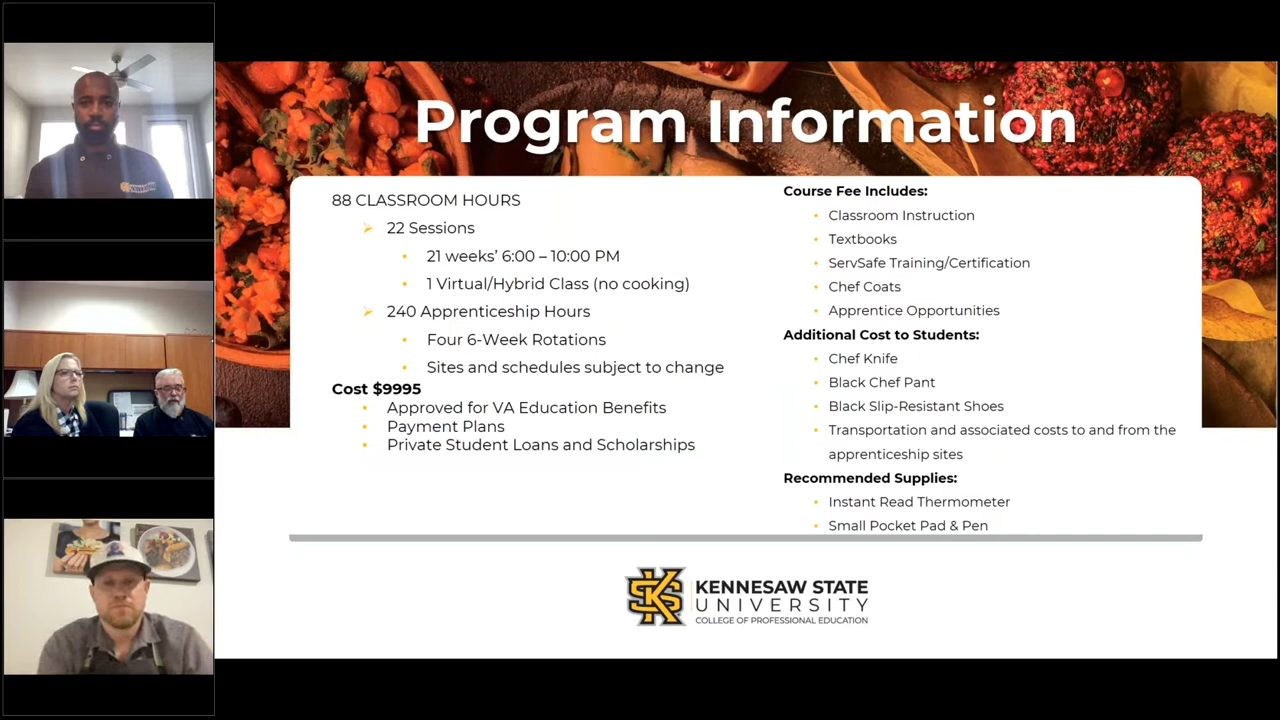 Program Information
88 CLASSROOM HOURS
22 Sessions
21 weeks' 6:00 – 10:00 PM
1 Virtual/Hybrid Class (no cooking)
240 Apprenticeship Hours
Four 6-Week Rotations
Sites and schedules subject to change
Cost $9995
Approved for VA Education Benefits
Payment Plans
Private Student Loans and Scholarships
Course Fee Includes:
Classroom Instruction
Textbooks
ServSafe Training/Certification
Chef Coats
Apprentice Opportunities
Additional Cost to Students:
Chef Knife
Black Chef Pant
Black Slip-Resistant Shoes
Transportation and associated costs to and from the
apprenticeship sites
Recommended Supplies:
Instant Read Thermometer
Small Pocket Pad & Pen
KENNESAW STATE
UNIVERSITY
COLLEGE OF PROFESSIONAL EDUCATION